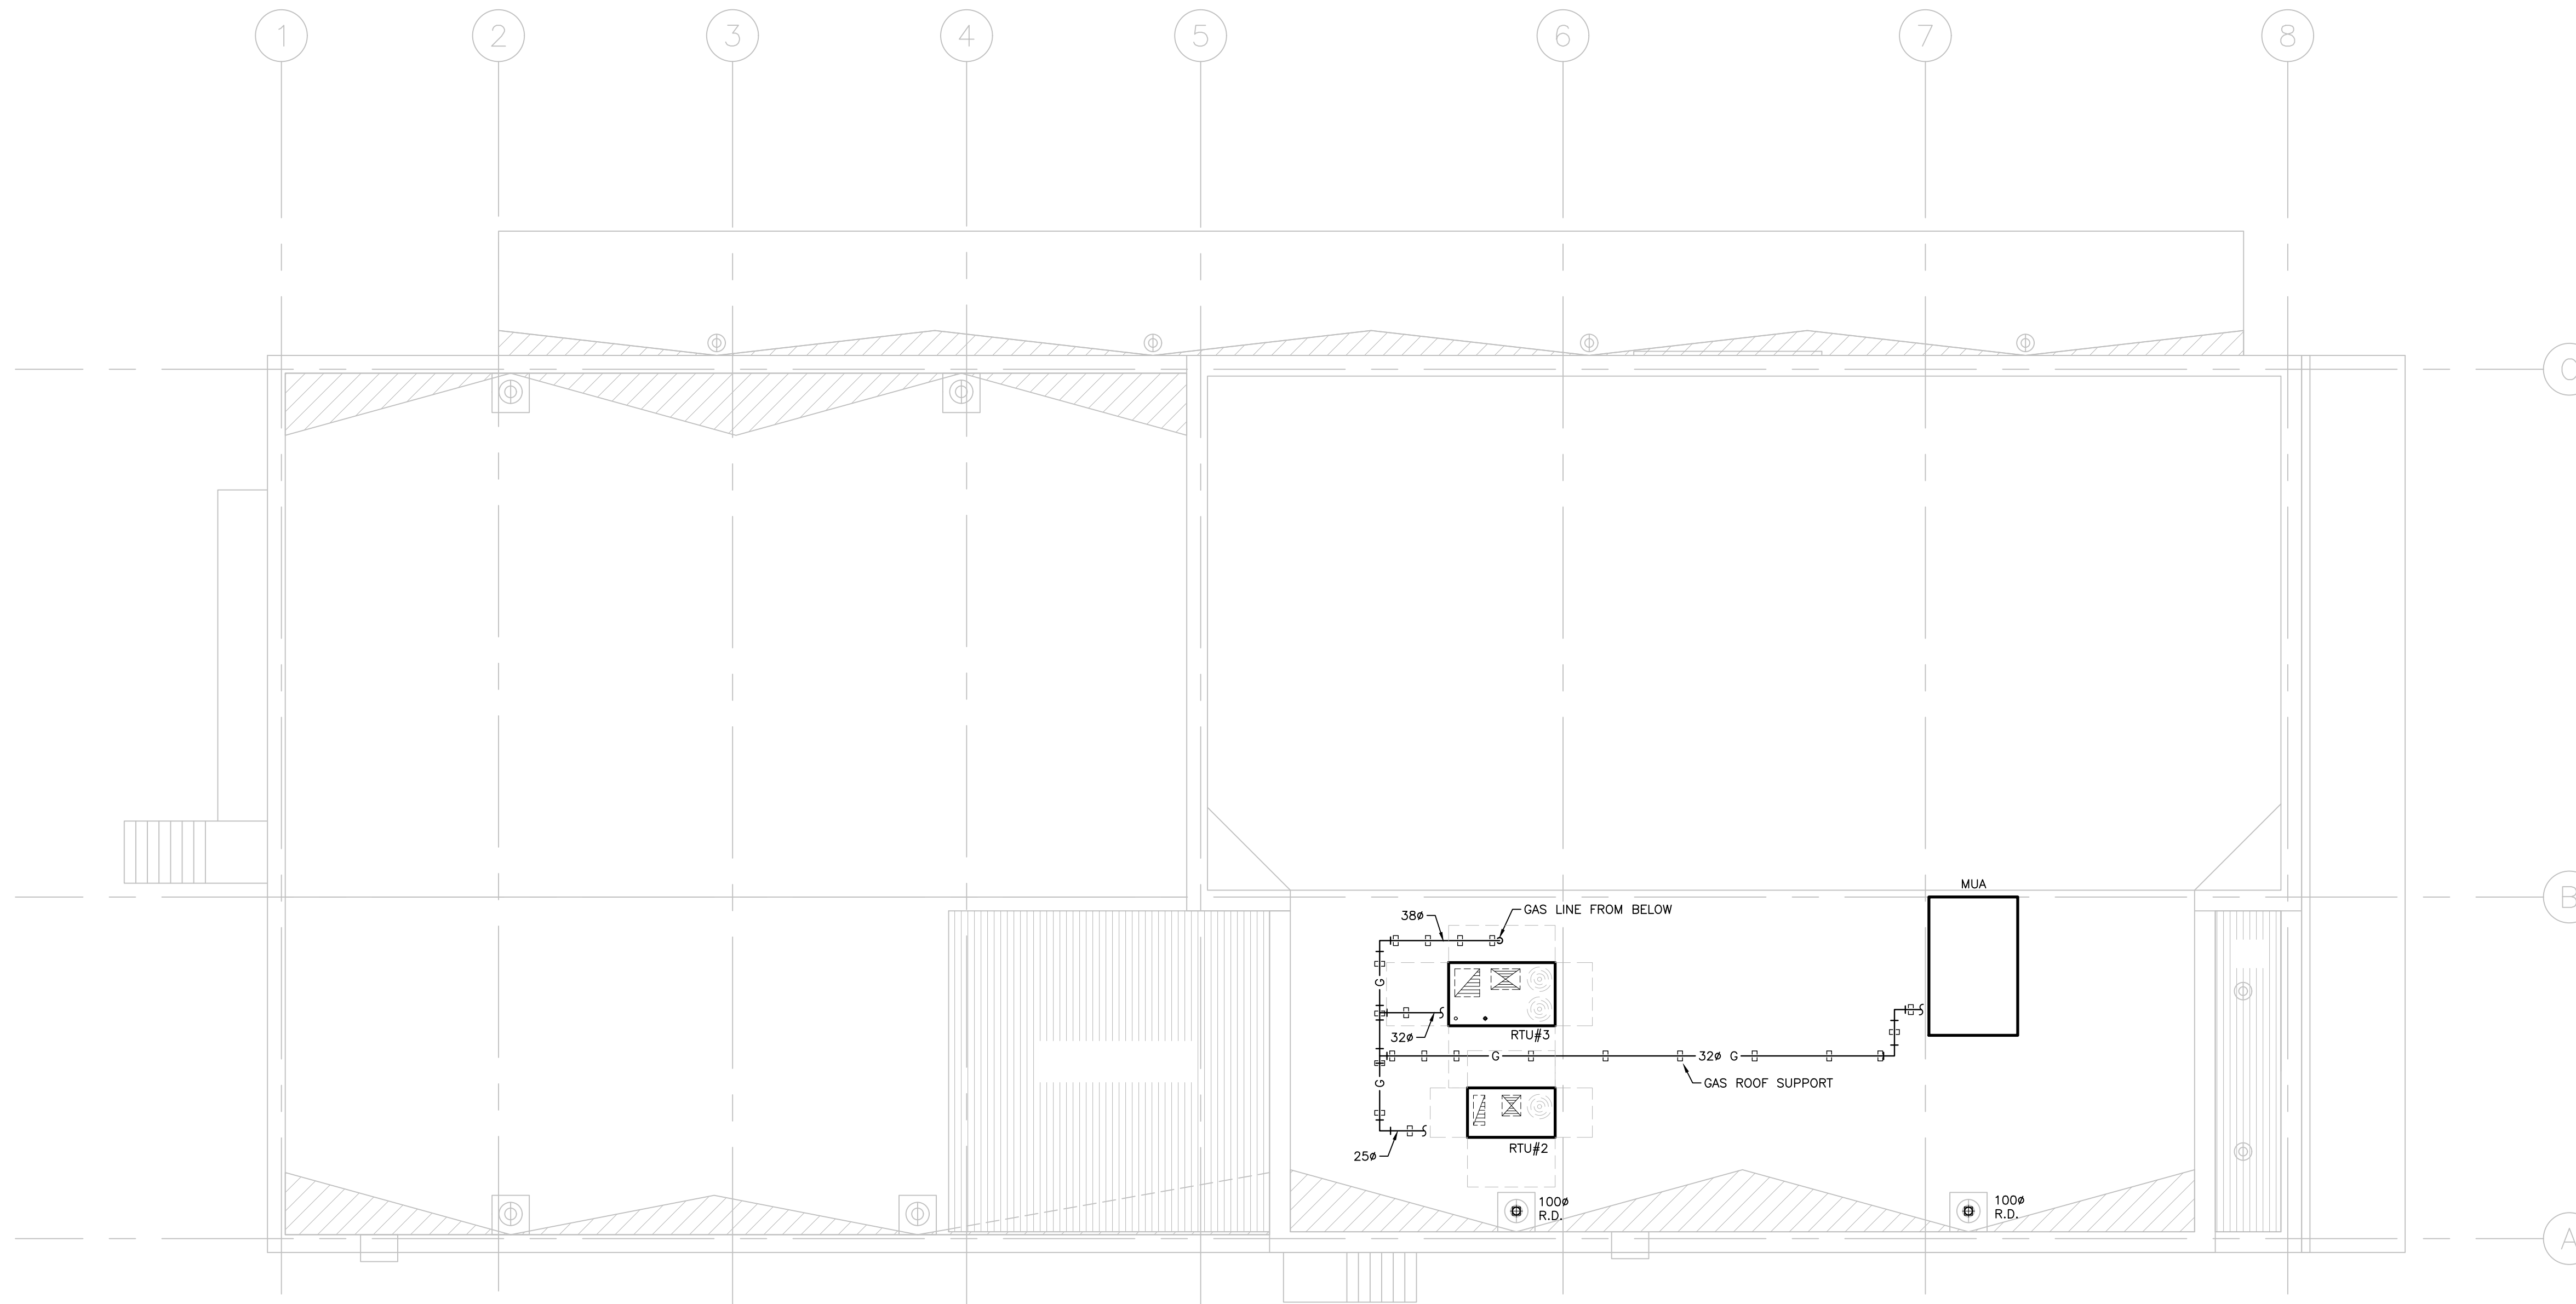 1
2
3
4
5
6
7
8
B
A
MUA
GAS LINE FROM BELOW
38ø
G
32ø
RTU#3
G
32ø G
GAS ROOF SUPPORT
G
25ø
RTU#2
100ø
R.D.
100ø
R.D.